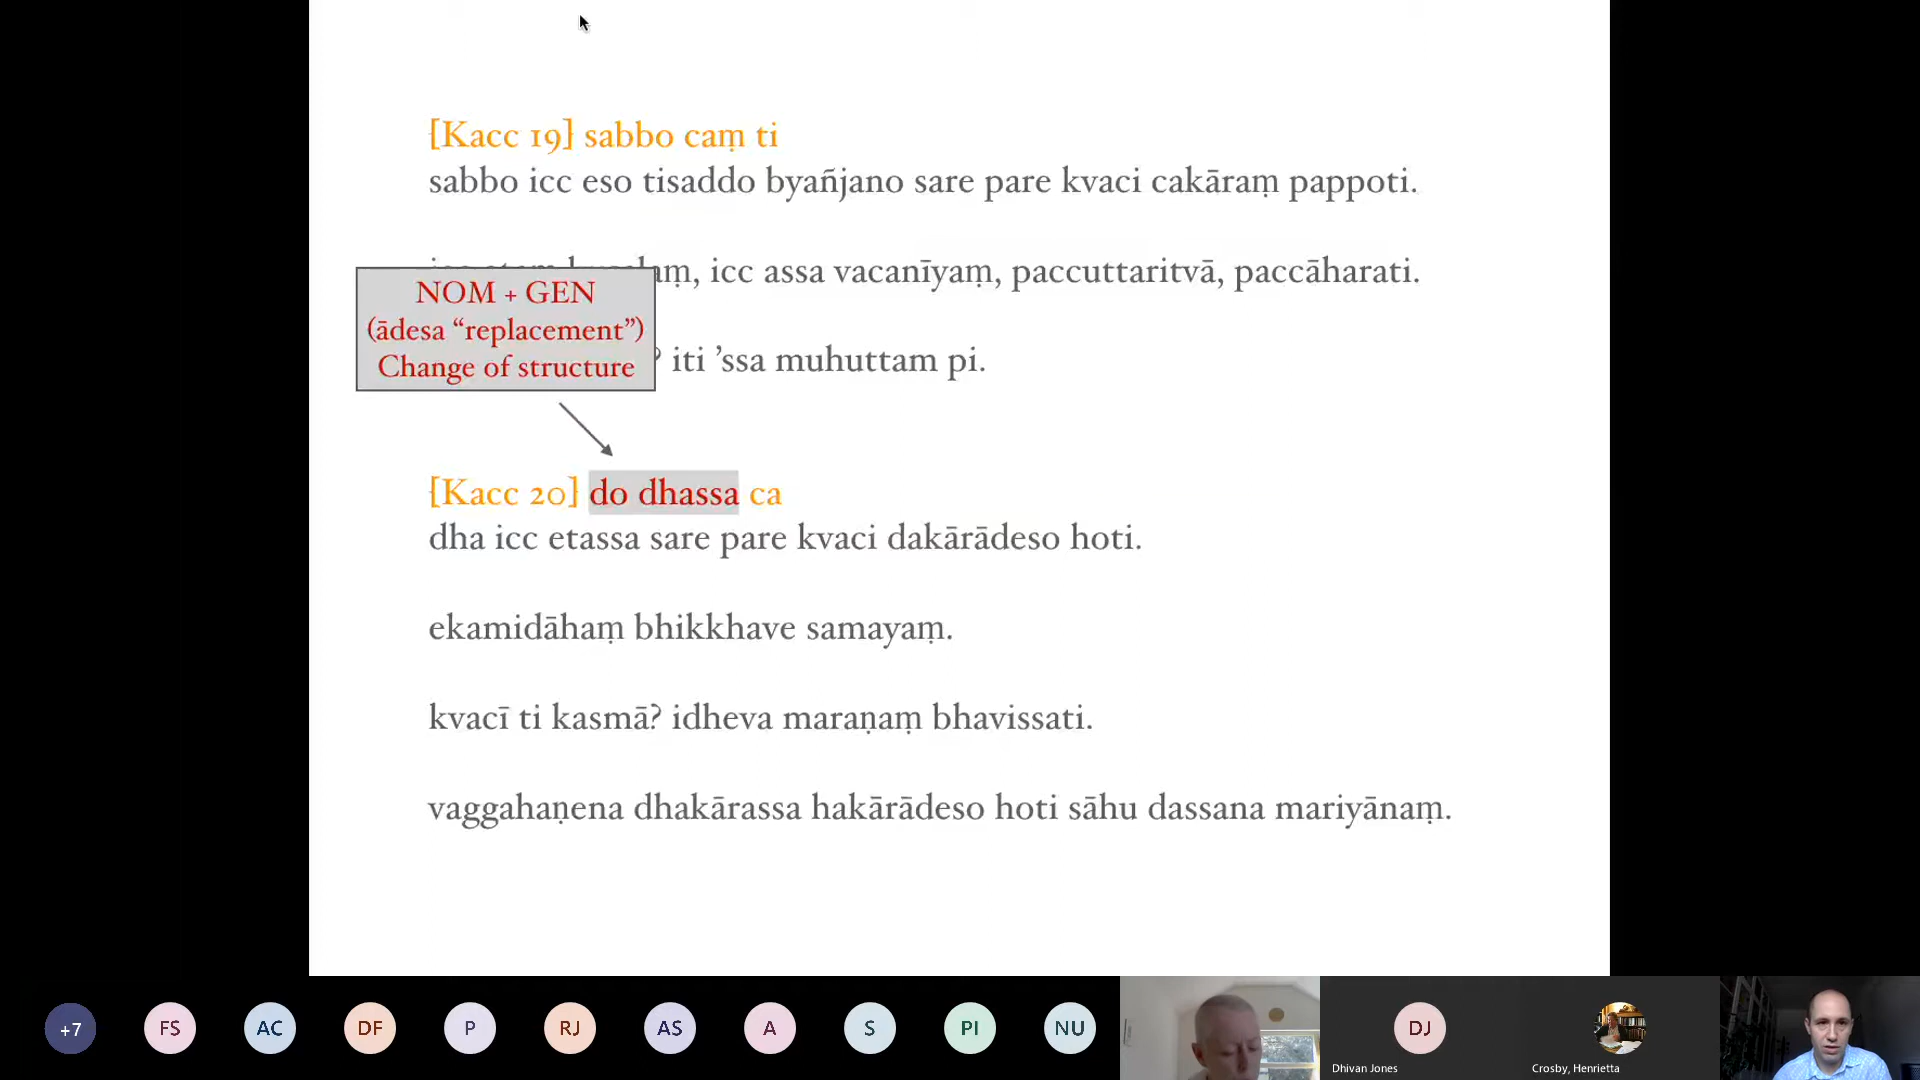 [Kacc 19] sabbo caṃ ti
sabbo icc eso tisaddo byañjano sare pare kvaci cakāraṃ pappoti.
icc assa vacanīyaṃ, paccuttaritvā, paccāharati.
NOM + GEN
(ādesa “replacement”)
Change of structure
? iti ’ssa muhuttam pi.
[Kacc 20] do dhassa ca
dha icc etassa sare pare kvaci dakārādeso hoti.
ekamidāhaṃ bhikkhave samayaṃ.
kvacī ti kasmā? idheva maraṇaṃ bhavissati.
vaggahaṇena dhakārassa hakārādeso hoti sāhu dassana mariyānaṃ.
+7 FS AC DF P RJ AS A S PI NU DJ
Dhivan Jones
Crosby, Henrietta